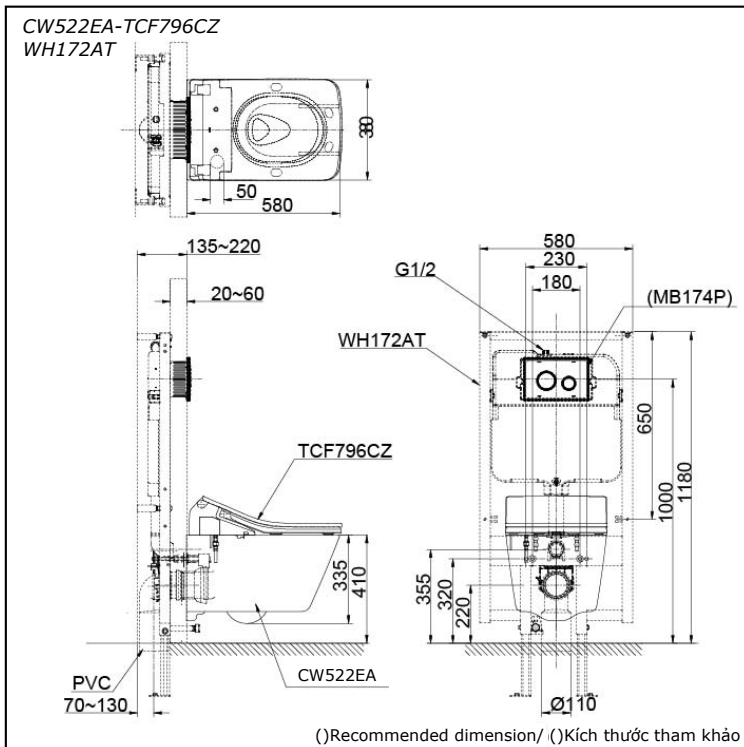 CW522EA-TCF796CZ
WH172AT
380
50
580
135~220
20~60
TCF796CZ
335
410
CW522EA
PVC
70~130
580
230
180
G1/2
(MB174P)
WH172AT
650
1000
1180
355
320
220
Ø110
()Recommended dimension/ ()Kích thước tham khảo